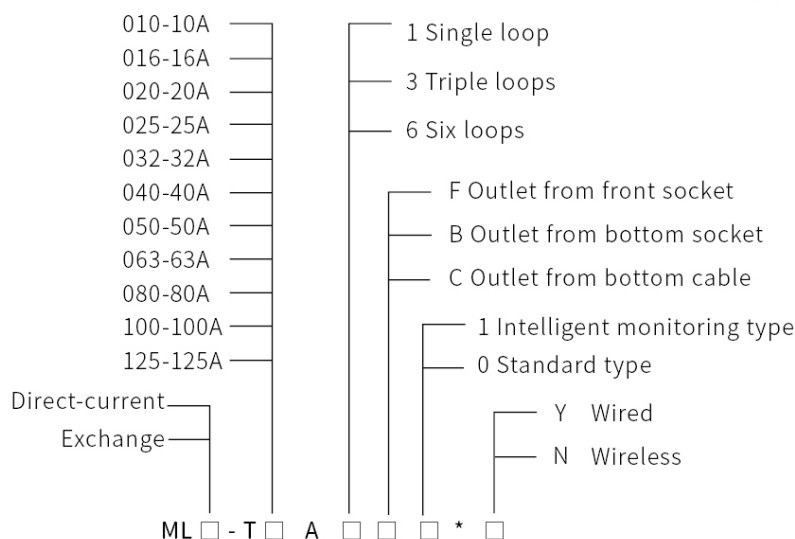 010-10A
016-16A
020-20A
025-25A
032-32A
040-40A
050-50A
063-63A
080-80A
100-100A
125-125A
Direct-current
Exchange
1 Single loop
3 Triple loops
6 Six loops
F Outlet from front socket
B Outlet from bottom socket
C Outlet from bottom cable
1 Intelligent monitoring type
0 Standard type
Y Wired
N Wireless
ML□-T□ A □ □ □ * □